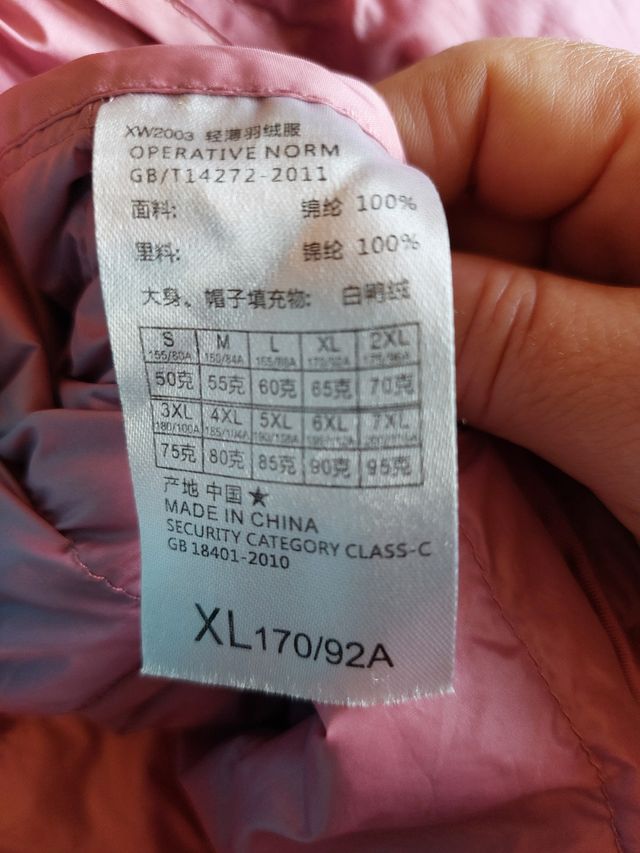 XW2003 轻薄羽绒服
OPERATIVE NORM
GB/T14272-2011
面料: 锦纶 100%
里料: 锦纶 100%
大身、帽子填充物: 白鸭绒
S M L XL 2XL
155/80A 160/84A 165/88A 170/92A 175/96A
50克 55克 60克 65克 70克
3XL 4XL 5XL 6XL 7XL
180/100A 185/104A
75克 80克 85克 90克 95克
产地 中国★
MADE IN CHINA
SECURITY CATEGORY CLASS-C
GB 18401-2010
XL170/92A